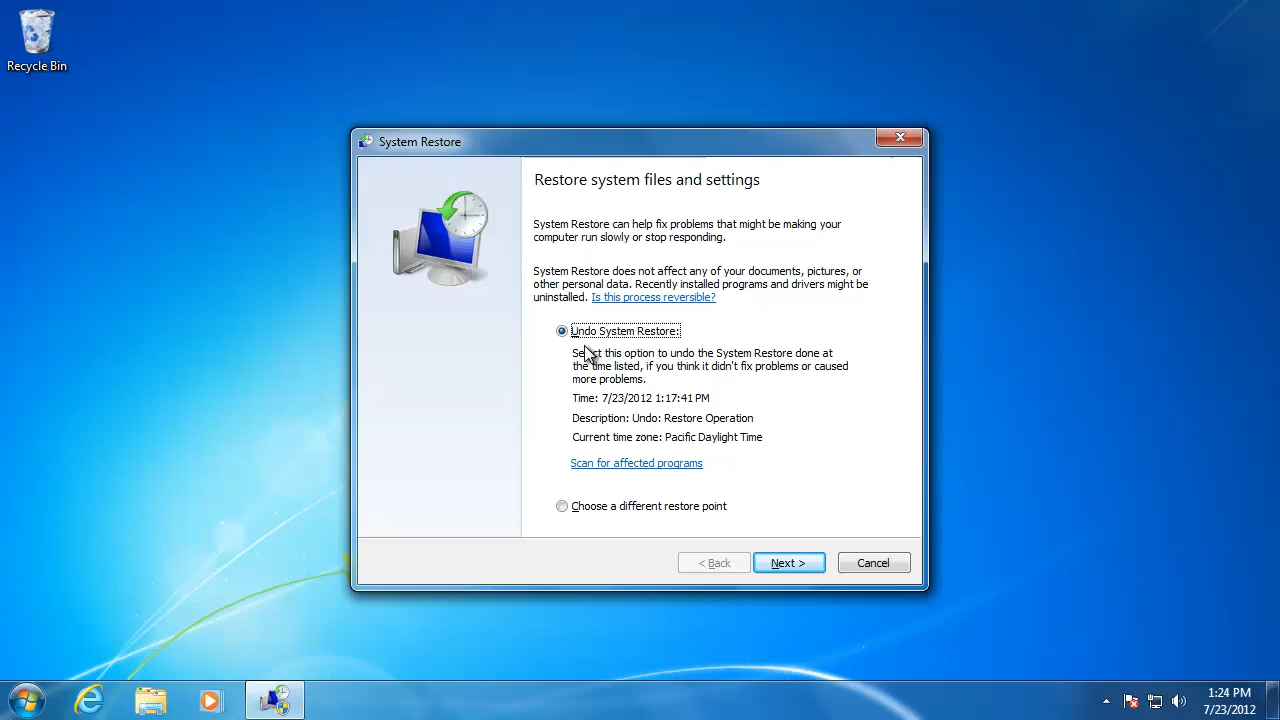 Recycle Bin
System Restore
Restore system files and settings
System Restore can help fix problems that might be making your
computer run slowly or stop responding.
System Restore does not affect any of your documents, pictures, or
other personal data. Recently installed programs and drivers might be
uninstalled. Is this process reversible?
Undo System Restore:
Select this option to undo the System Restore done at
the time listed, if you think it didn't fix problems or caused
more problems.
Time: 7/23/2012 1:17:41 PM
Description: Undo: Restore Operation
Current time zone: Pacific Daylight Time
Scan for affected programs
Choose a different restore point
< Back
Next >
Cancel
1:24 PM
7/23/2012